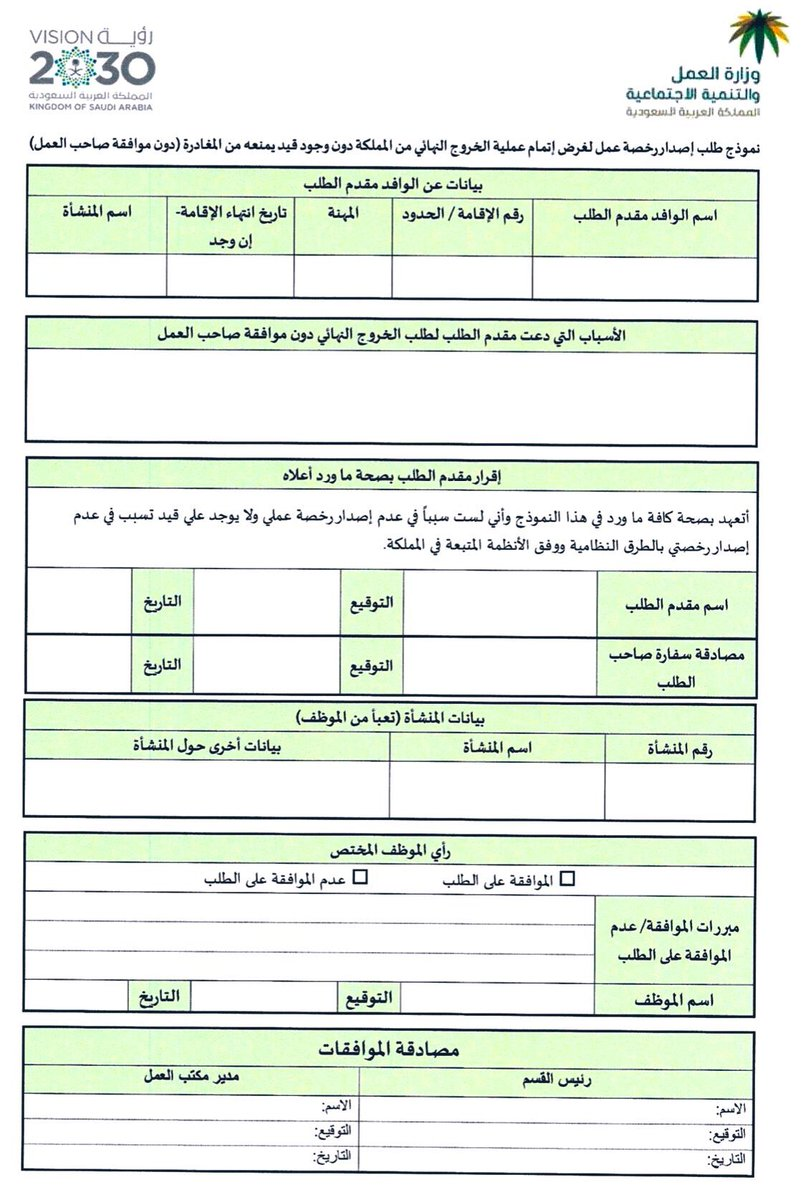 رؤيــــة VISION
2030
المملكة العربية السعودية
KINGDOM OF SAUDI ARABIA
وزارة العمل
والتنمية الاجتماعية
المملكة العربية السعودية
نموذج طلب إصدار رخصة عمل لغرض إتمام عملية الخروج النهائي من المملكة دون وجود قيد يمنعه من المغادرة (دون موافقة صاحب العمل)
بيانات عن الوافد مقدم الطلب
اسم الوافد مقدم الطلب
رقم الإقامة / الحدود
المهنة
تاريخ انتهاء الإقامة-
إن وجد
اسم المنشأة
الأسباب التي دعت مقدم الطلب لطلب الخروج النهائي دون موافقة صاحب العمل
إقرار مقدم الطلب بصحة ما ورد أعلاه
أتعهد بصحة كافة ما ورد في هذا النموذج وأني لست سبباً في عدم إصدار رخصة عملي ولا يوجد علي قيد تسبب في عدم
إصدار رخصتي بالطرق النظامية ووفق الأنظمة المتبعة في المملكة.
اسم مقدم الطلب
التوقيع
التاريخ
مصادقة سفارة صاحب
الطلب
التوقيع
التاريخ
بيانات المنشأة (تعبأ من الموظف)
رقم المنشأة
اسم المنشأة
بيانات أخرى حول المنشأة
رأي الموظف المختص
الموافقة على الطلب
عدم الموافقة على الطلب
مبررات الموافقة/ عدم
الموافقة على الطلب
اسم الموظف
التوقيع
التاريخ
مصادقة الموافقات
رئيس القسم
مدير مكتب العمل
الاسم:
الاسم:
التوقيع:
التوقيع:
التاريخ:
التاريخ: